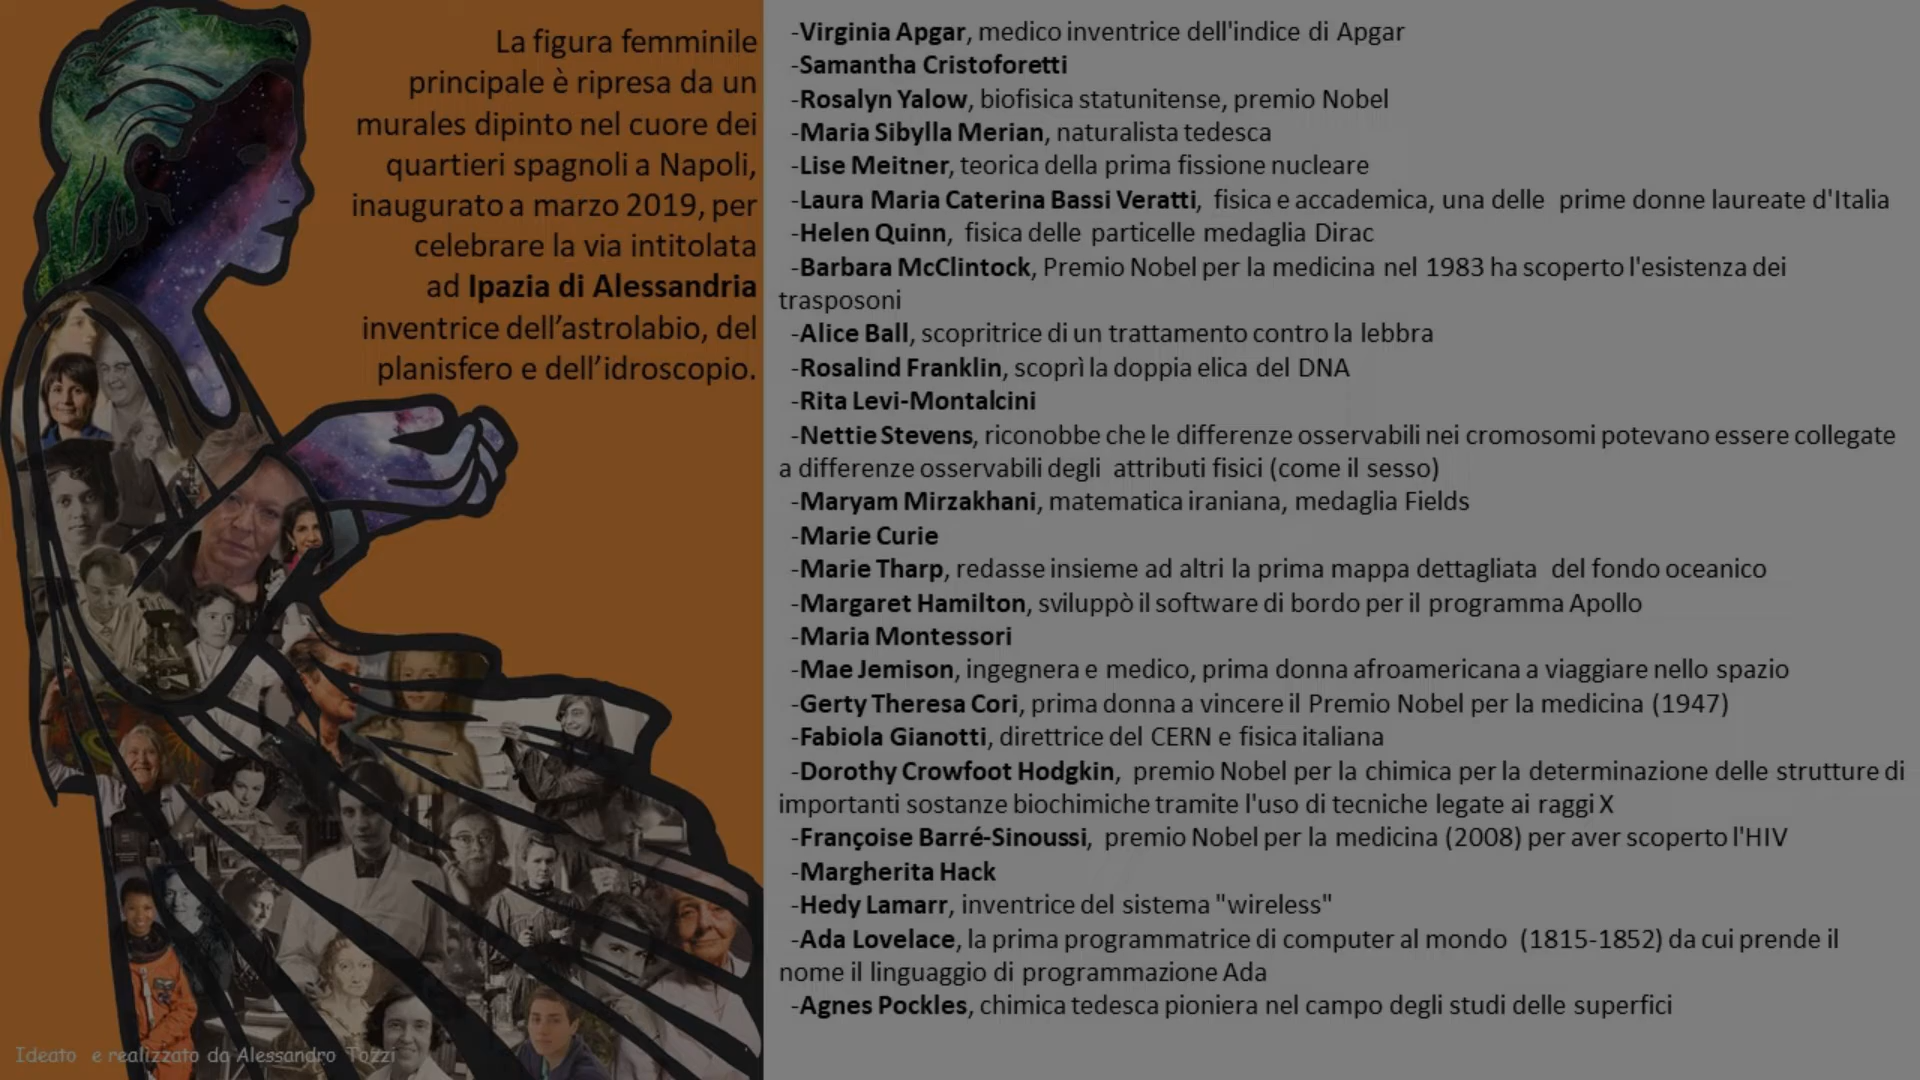 La figura femminile
principale è ripresa da un
murales dipinto nel cuore dei
quartieri spagnoli a Napoli,
inaugurato a marzo 2019, per
celebrare la via intitolata
ad Ipazia di Alessandria
inventrice dell’astrolabio, del
planisfero e dell’idroscopio.
Ideato e realizzato da Alessandro Tozzi
-Virginia Apgar, medico inventrice dell'indice di Apgar
-Samantha Cristoforetti
-Rosalyn Yalow, biofisica statunitense, premio Nobel
-Maria Sibylla Merian, naturalista tedesca
-Lise Meitner, teorica della prima fissione nucleare
-Laura Maria Caterina Bassi Veratti, fisica e accademica, una delle prime donne laureate d'Italia
-Helen Quinn, fisica delle particelle medaglia Dirac
-Barbara McClintock, Premio Nobel per la medicina nel 1983 ha scoperto l'esistenza dei
trasposoni
-Alice Ball, scopritrice di un trattamento contro la lebbra
-Rosalind Franklin, scoprì la doppia elica del DNA
-Rita Levi-Montalcini
-Nettie Stevens, riconobbe che le differenze osservabili nei cromosomi potevano essere collegate
a differenze osservabili degli attributi fisici (come il sesso)
-Maryam Mirzakhani, matematica iraniana, medaglia Fields
-Marie Curie
-Marie Tharp, redasse insieme ad altri la prima mappa dettagliata del fondo oceanico
-Margaret Hamilton, sviluppò il software di bordo per il programma Apollo
-Maria Montessori
-Mae Jemison, ingegnera e medico, prima donna afroamericana a viaggiare nello spazio
-Gerty Theresa Cori, prima donna a vincere il Premio Nobel per la medicina (1947)
-Fabiola Gianotti, direttrice del CERN e fisica italiana
-Dorothy Crowfoot Hodgkin, premio Nobel per la chimica per la determinazione delle strutture di
importanti sostanze biochimiche tramite l'uso di tecniche legate ai raggi X
-Françoise Barré-Sinoussi, premio Nobel per la medicina (2008) per aver scoperto l'HIV
-Margherita Hack
-Hedy Lamarr, inventrice del sistema "wireless"
-Ada Lovelace, la prima programmatrice di computer al mondo (1815-1852) da cui prende il
nome il linguaggio di programmazione Ada
-Agnes Pockles, chimica tedesca pioniera nel campo degli studi delle superfici